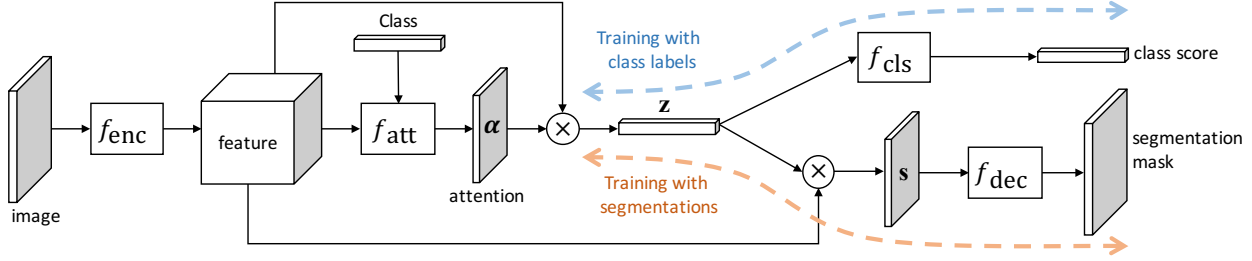 image
f_enc
feature
Class
f_att
α
attention
×
Training with
class labels
z
Training with
segmentations
f_cls
class score
×
s
f_dec
segmentation
mask